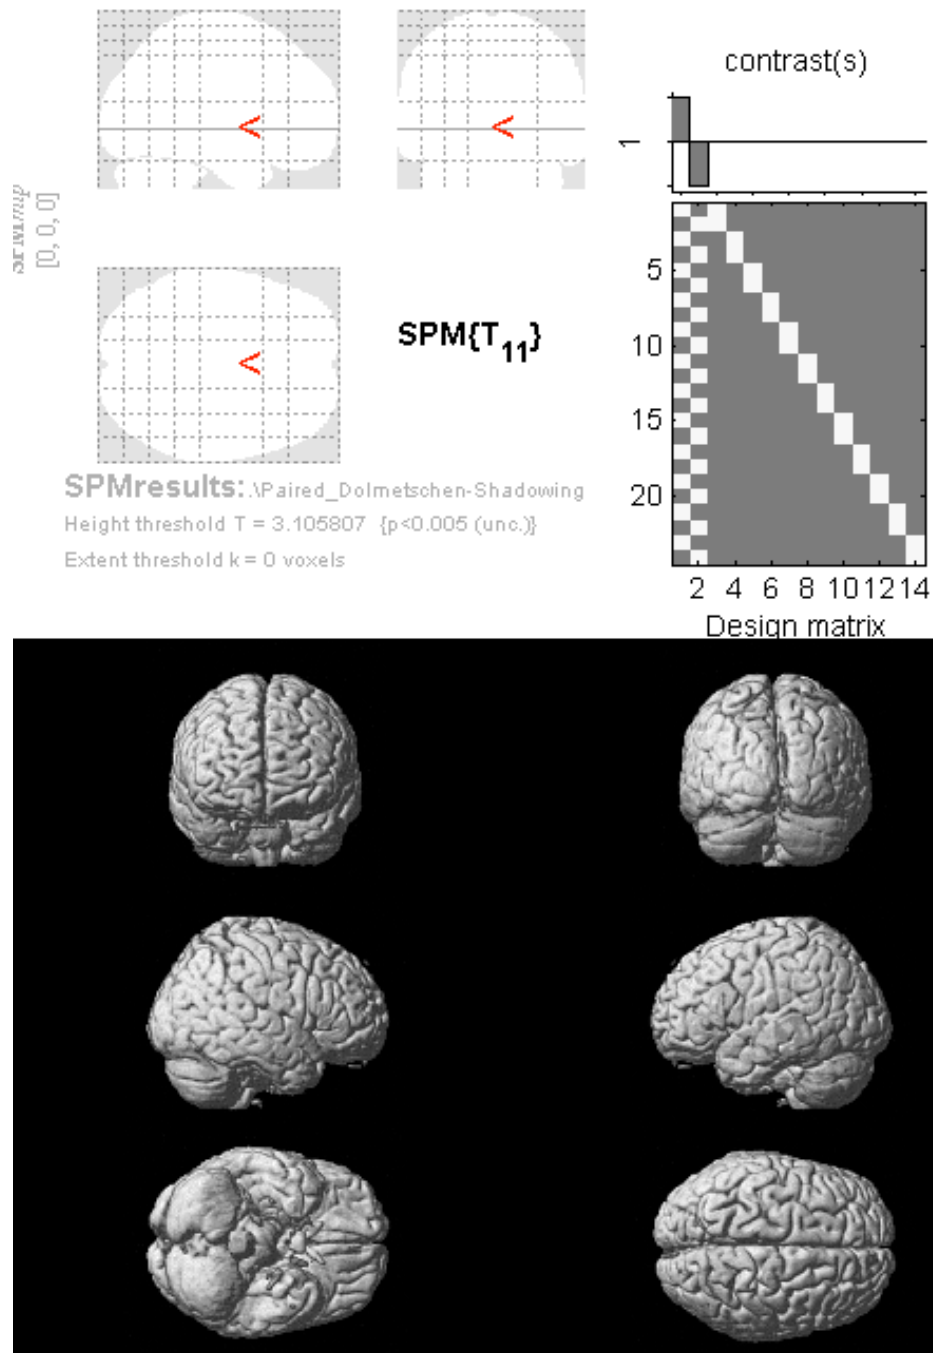 contrast(s)
1
SPMmip
[0, 0, 0]
SPM{T11}
5
10
15
20
2 4 6 8 10 12 14
Design matrix
SPMresults: .\Paired_Dolmetschen-Shadowing
Height threshold T = 3.105807 {p<0.005 (unc.)}
Extent threshold k = 0 voxels